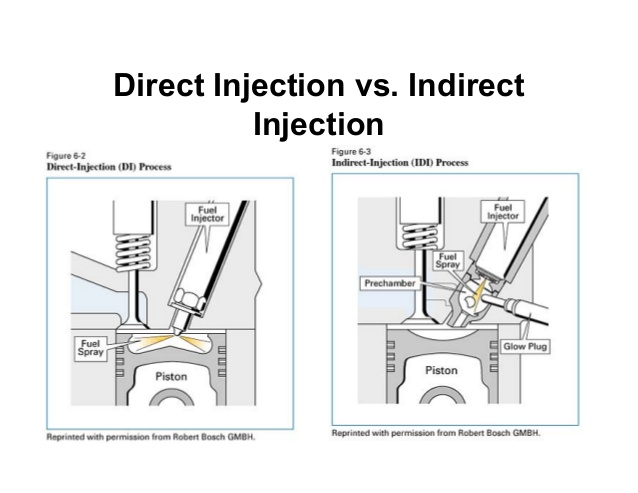 Direct Injection vs. Indirect
Injection
Figure 6-2
Direct-Injection (DI) Process
Fuel
Injector
Fuel
Spray
Piston
Reprinted with permission from Robert Bosch GMBH.
Figure 6-3
Indirect-Injection (IDI) Process
Fuel
Injector
Fuel
Spray
Prechamber
Glow Plug
Piston
Reprinted with permission from Robert Bosch GMBH.